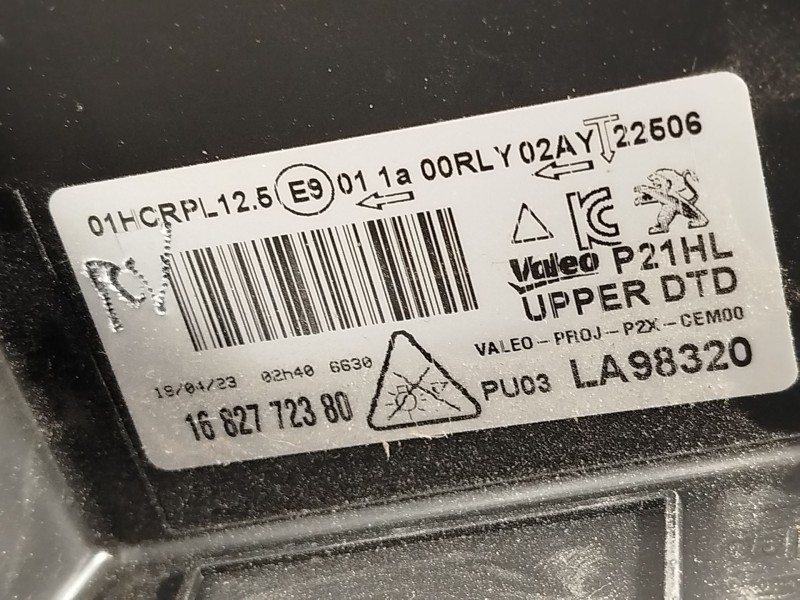 01HCRPL12.5 E9 01 1a 00RLY 02AY 22506
Valeo P21HL
UPPER DTD
VALEO-PROJ-P2X-CEM00
19/04/23 02h40 6630
16 827 723 80
PU03 LA98320